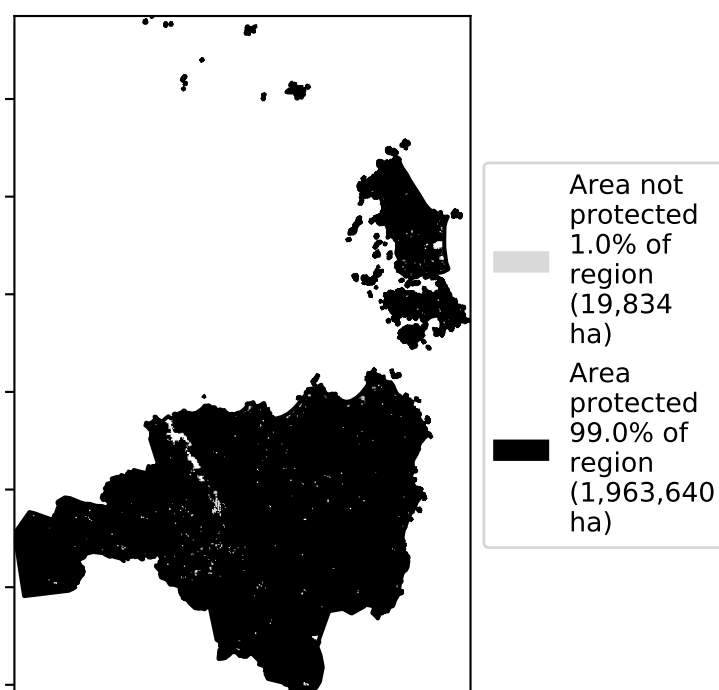 Area not
protected
1.0% of
region
(19,834
ha)
Area
protected
99.0% of
region
(1,963,640
ha)